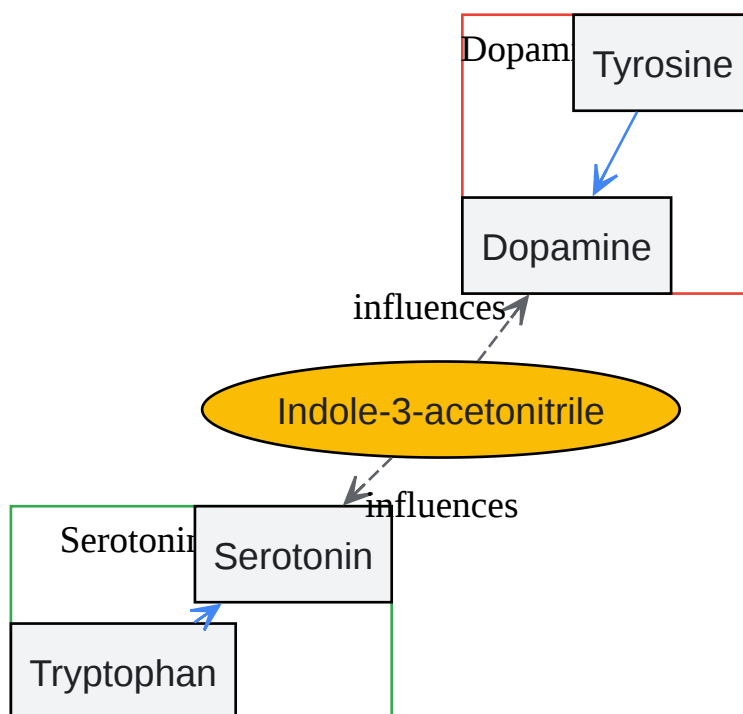 Tyrosine
Dopamine
influences
Indole-3-acetonitrile
influences
Serotonin
Tryptophan